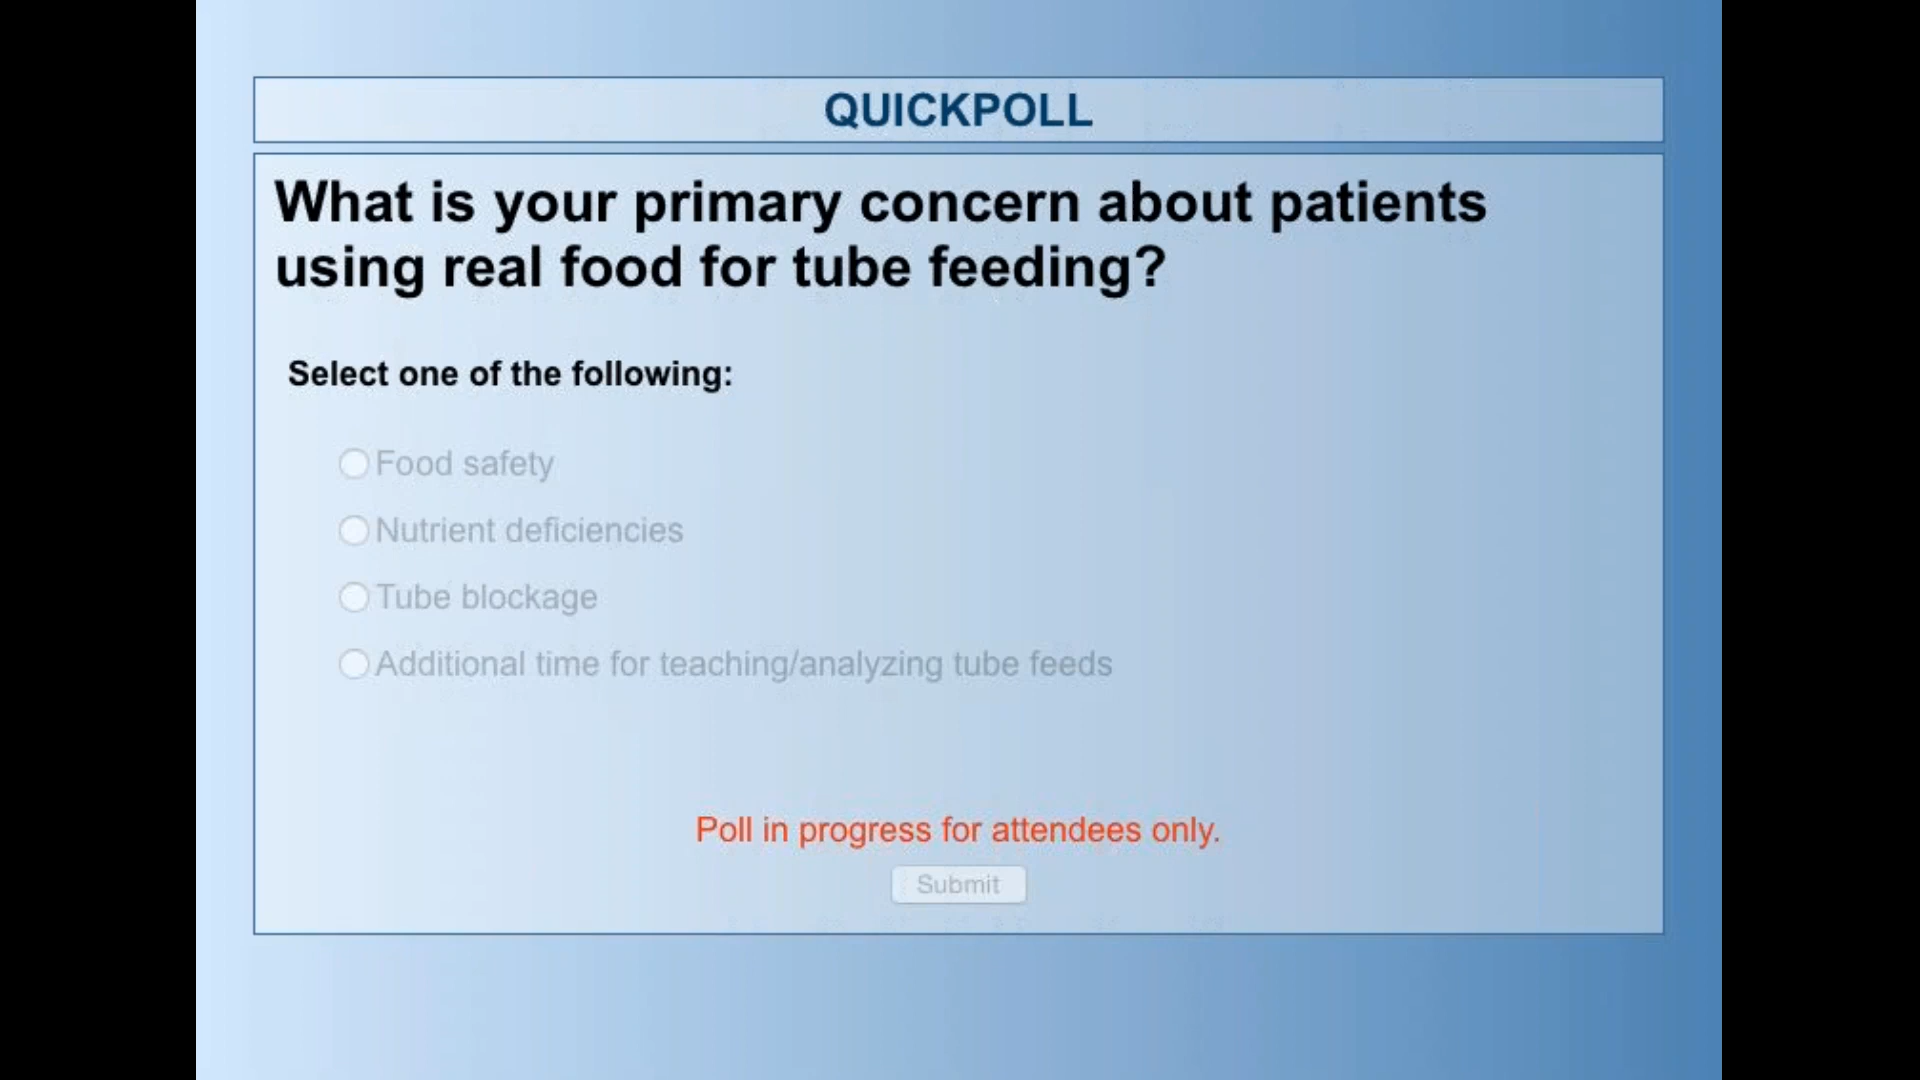 QUICKPOLL
What is your primary concern about patients
using real food for tube feeding?
Select one of the following:
Food safety
Nutrient deficiencies
Tube blockage
Additional time for teaching/analyzing tube feeds
Poll in progress for attendees only.
Submit